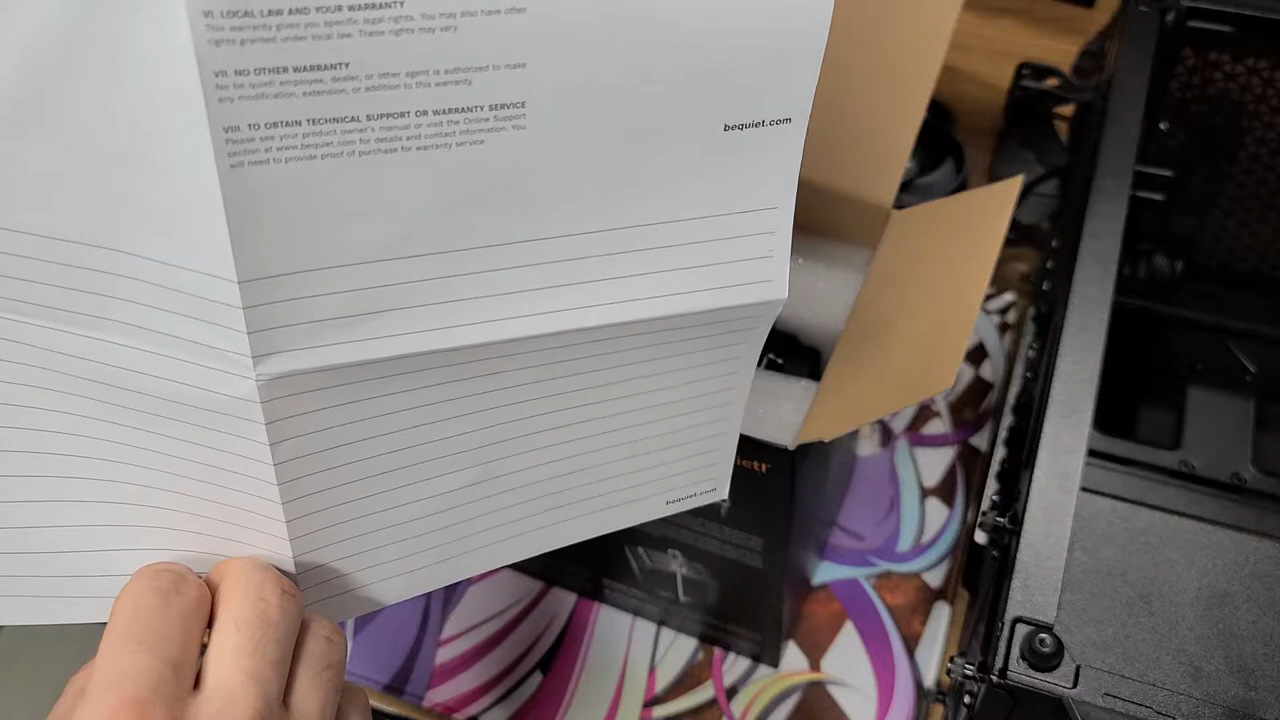 VI. LOCAL LAW AND YOUR WARRANTY
This warranty gives you specific legal rights. You may also have other
rights granted under local law. These rights may vary.
VII. NO OTHER WARRANTY
No be quiet! employee, dealer, or other agent is authorized to make
any modification, extension, or addition to this warranty.
VIII. TO OBTAIN TECHNICAL SUPPORT OR WARRANTY SERVICE
Please see your product owner's manual or visit the Online Support
section at www.bequiet.com for details and contact information. You
will need to provide proof of purchase for warranty service.
bequiet.com
bequiet.com
iet!